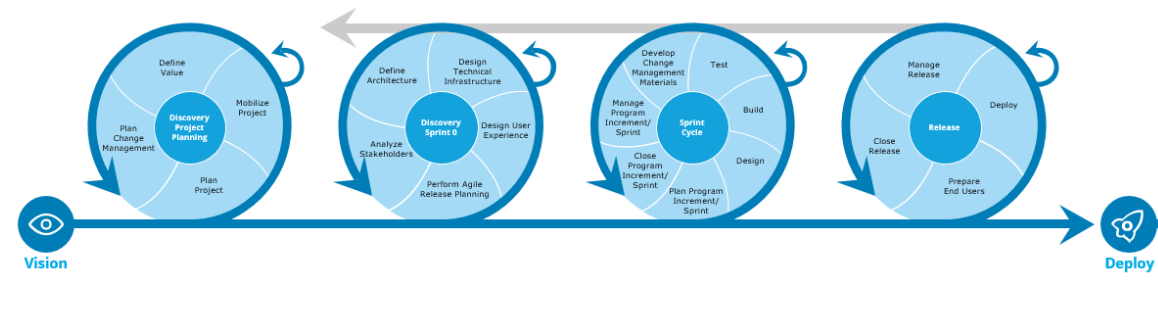 Define
Value
Mobilize
Project
Plan
Project
Plan
Change
Management
Discovery
Project
Planning
Define
Architecture
Design
Technical
Infrastructure
Design User
Experience
Perform Agile
Release Planning
Analyze
Stakeholders
Discovery
Sprint 0
Develop
Change
Management
Materials
Test
Build
Design
Plan Program
Increment/
Sprint
Close
Program
Increment/
Sprint
Manage
Program
Increment/
Sprint
Sprint
Cycle
Manage
Release
Deploy
Prepare
End Users
Close
Release
Release
Vision
Deploy